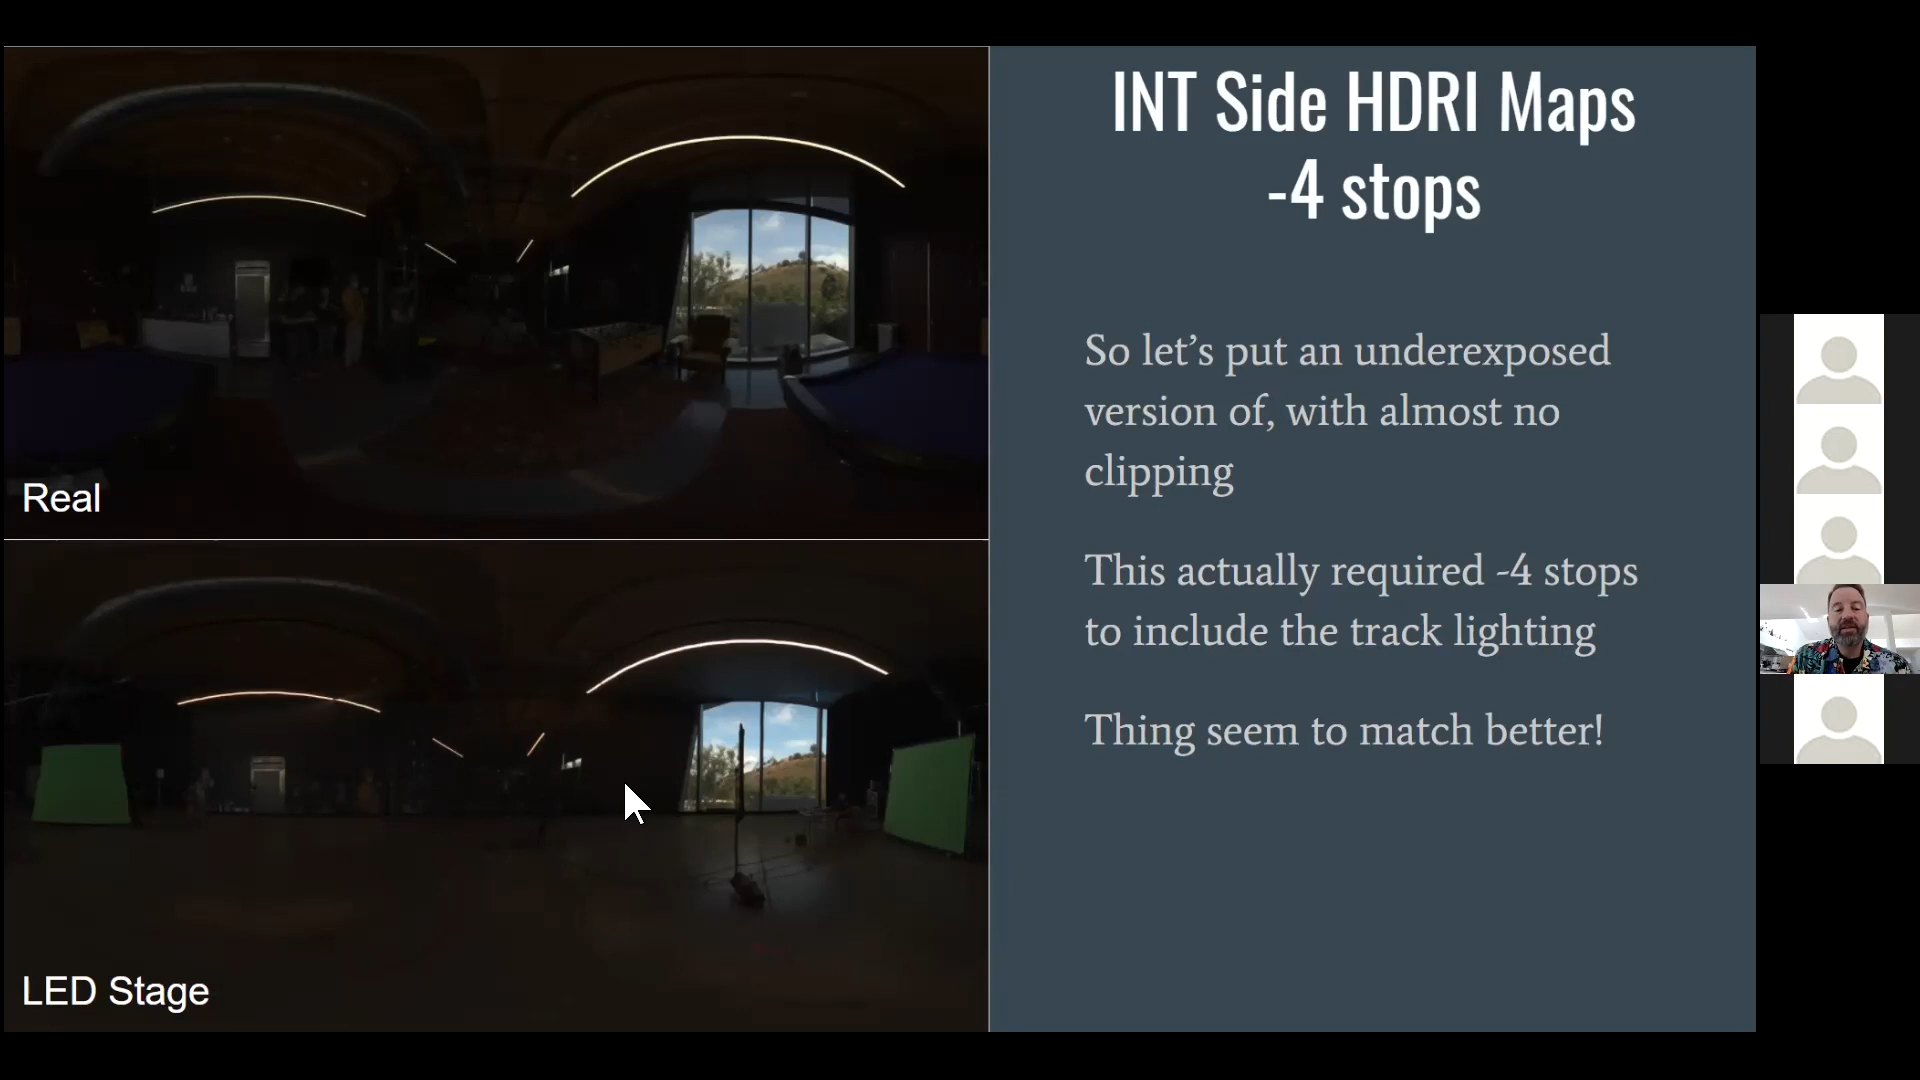 INT Side HDRI Maps
-4 stops
So let’s put an underexposed
version of, with almost no
clipping
This actually required -4 stops
to include the track lighting
Thing seem to match better!
Real
LED Stage